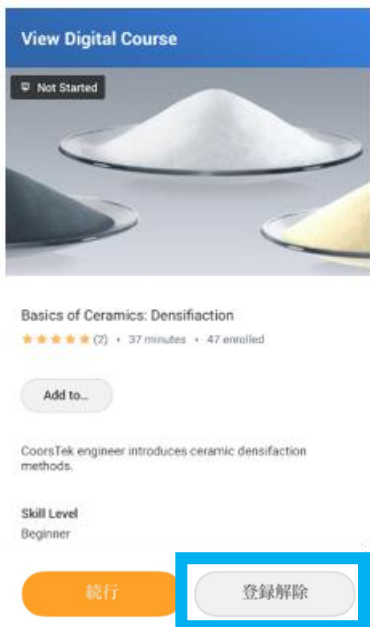 View Digital Course
Not Started
Basics of Ceramics: Densifiaction
(2) • 37 minutes • 47 enrolled
Add to...
CoorsTek engineer introduces ceramic densifaction
methods.
Skill Level
Beginner
続行
登録解除